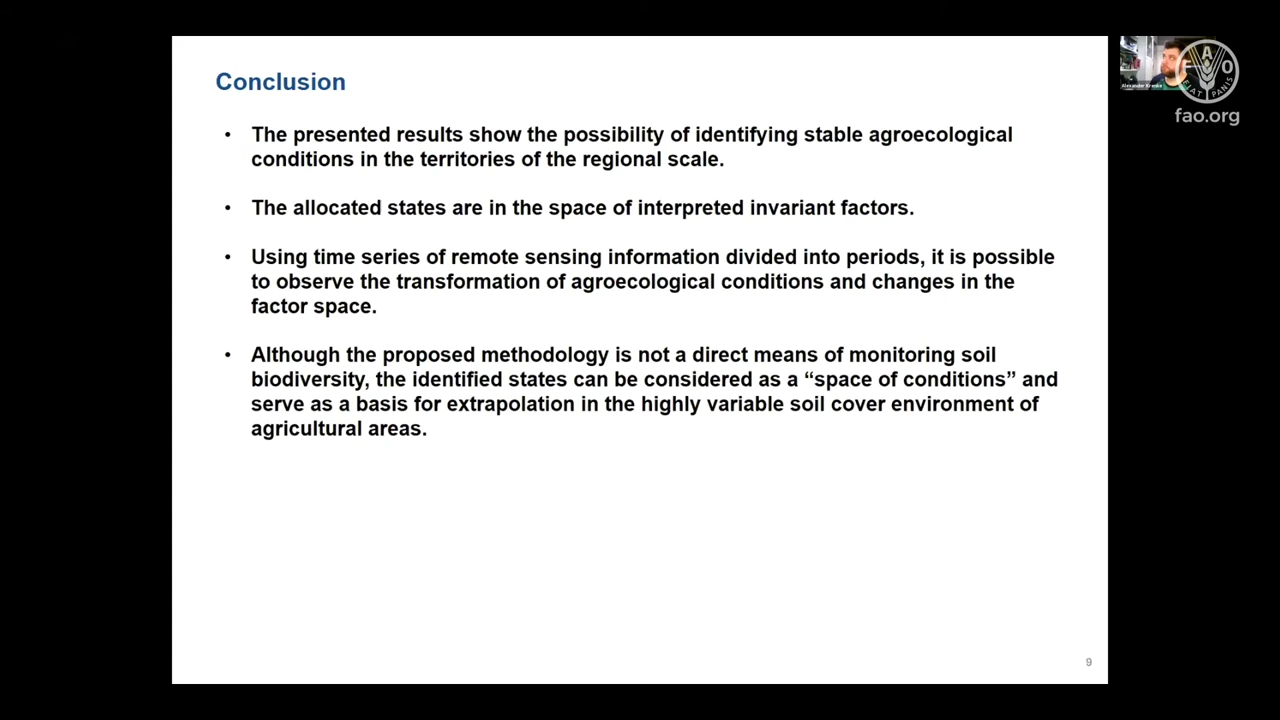 Conclusion
• The presented results show the possibility of identifying stable agroecological
conditions in the territories of the regional scale.
• The allocated states are in the space of interpreted invariant factors.
• Using time series of remote sensing information divided into periods, it is possible
to observe the transformation of agroecological conditions and changes in the
factor space.
• Although the proposed methodology is not a direct means of monitoring soil
biodiversity, the identified states can be considered as a “space of conditions” and
serve as a basis for extrapolation in the highly variable soil cover environment of
agricultural areas.
9
F A O
FIAT PANIS
fao.org